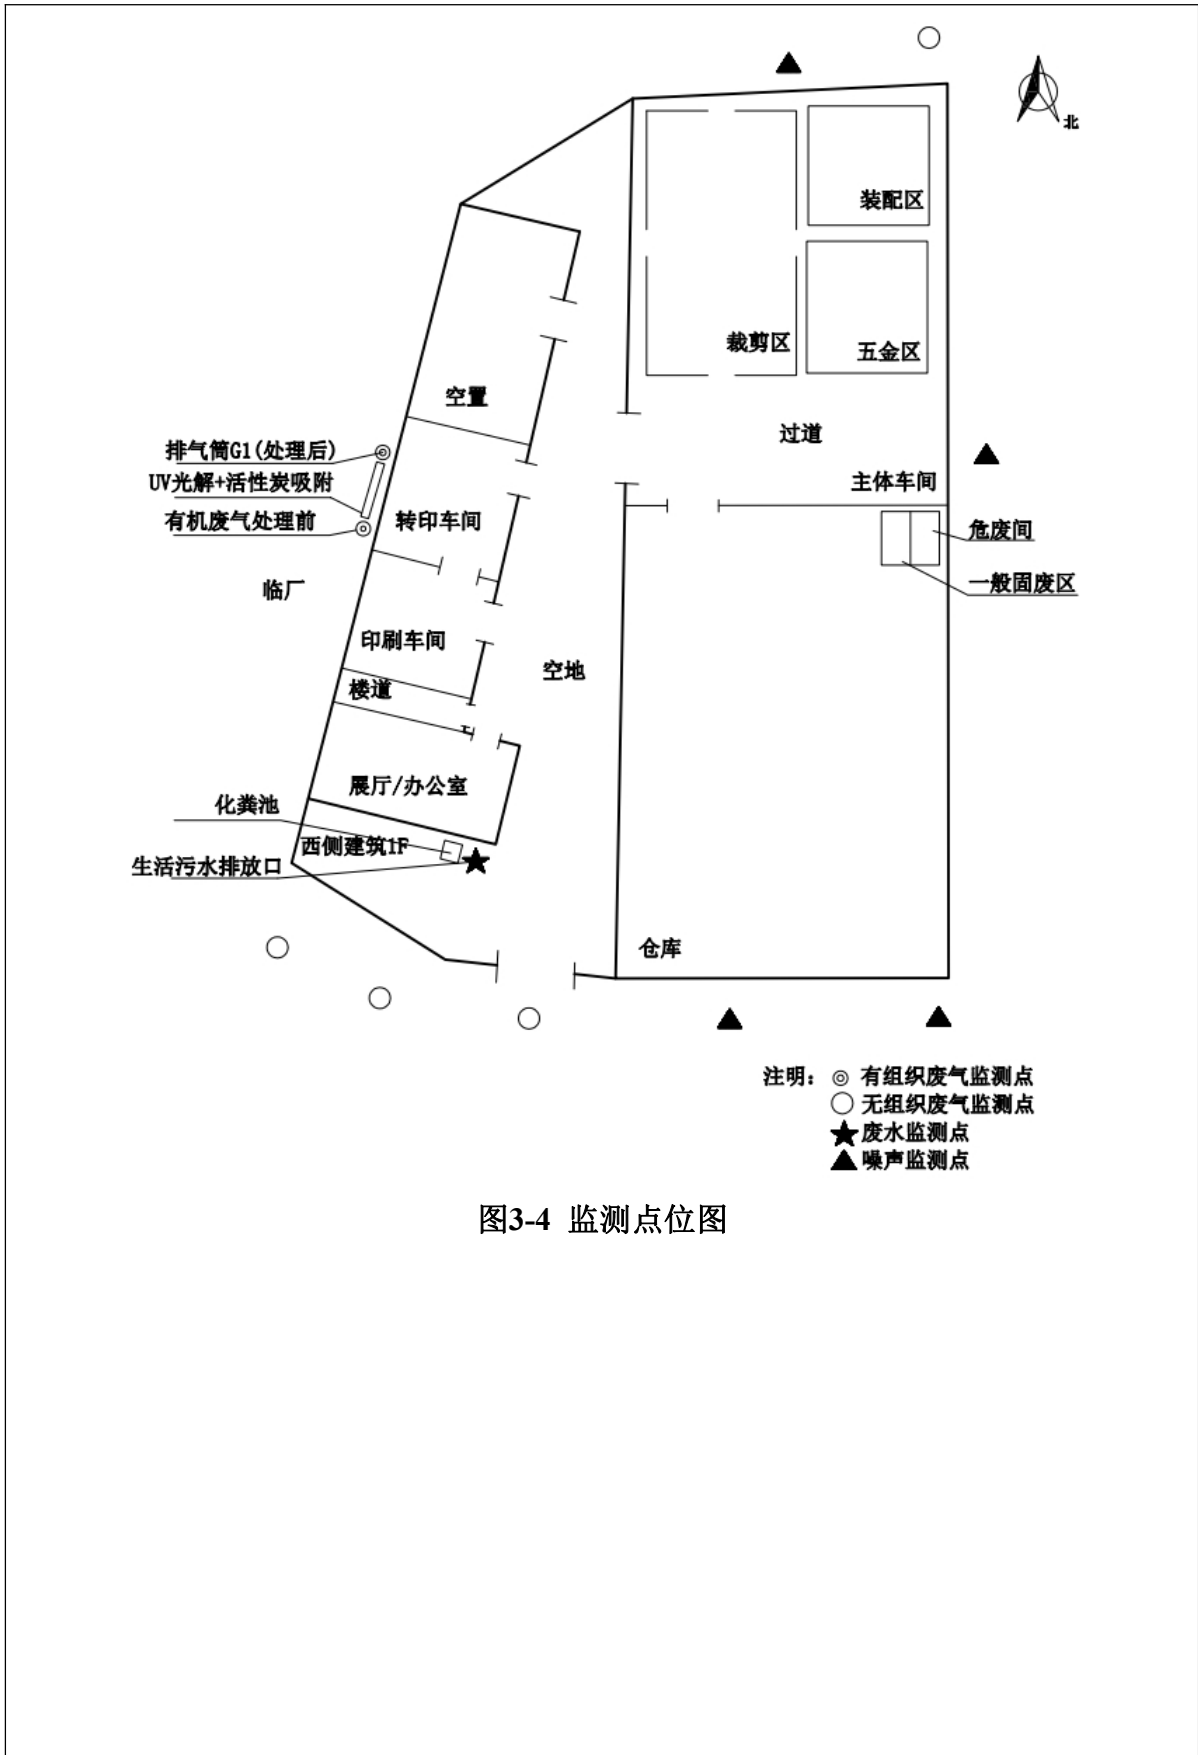 北
装配区
裁剪区
五金区
空置
过道
排气筒G1(处理后)
UV光解+活性炭吸附
主体车间
有机废气处理前
转印车间
危废间
临厂
一般固废区
印刷车间
空地
楼道
展厅/办公室
化粪池
西侧建筑1F
生活污水排放口
仓库
注明：◎ 有组织废气监测点
○ 无组织废气监测点
★ 废水监测点
▲ 噪声监测点
图3-4 监测点位图